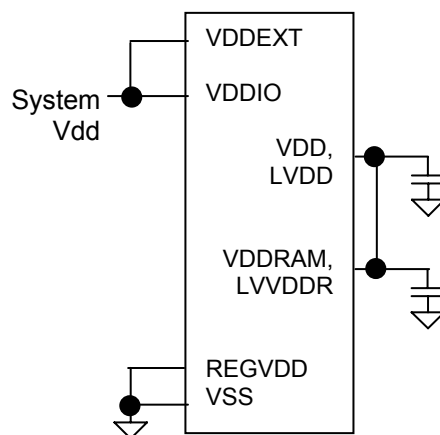 VDDEXT
System
Vdd
VDDIO
VDD,
LVDD
VDDRAM,
LVVDDR
REGVDD
VSS